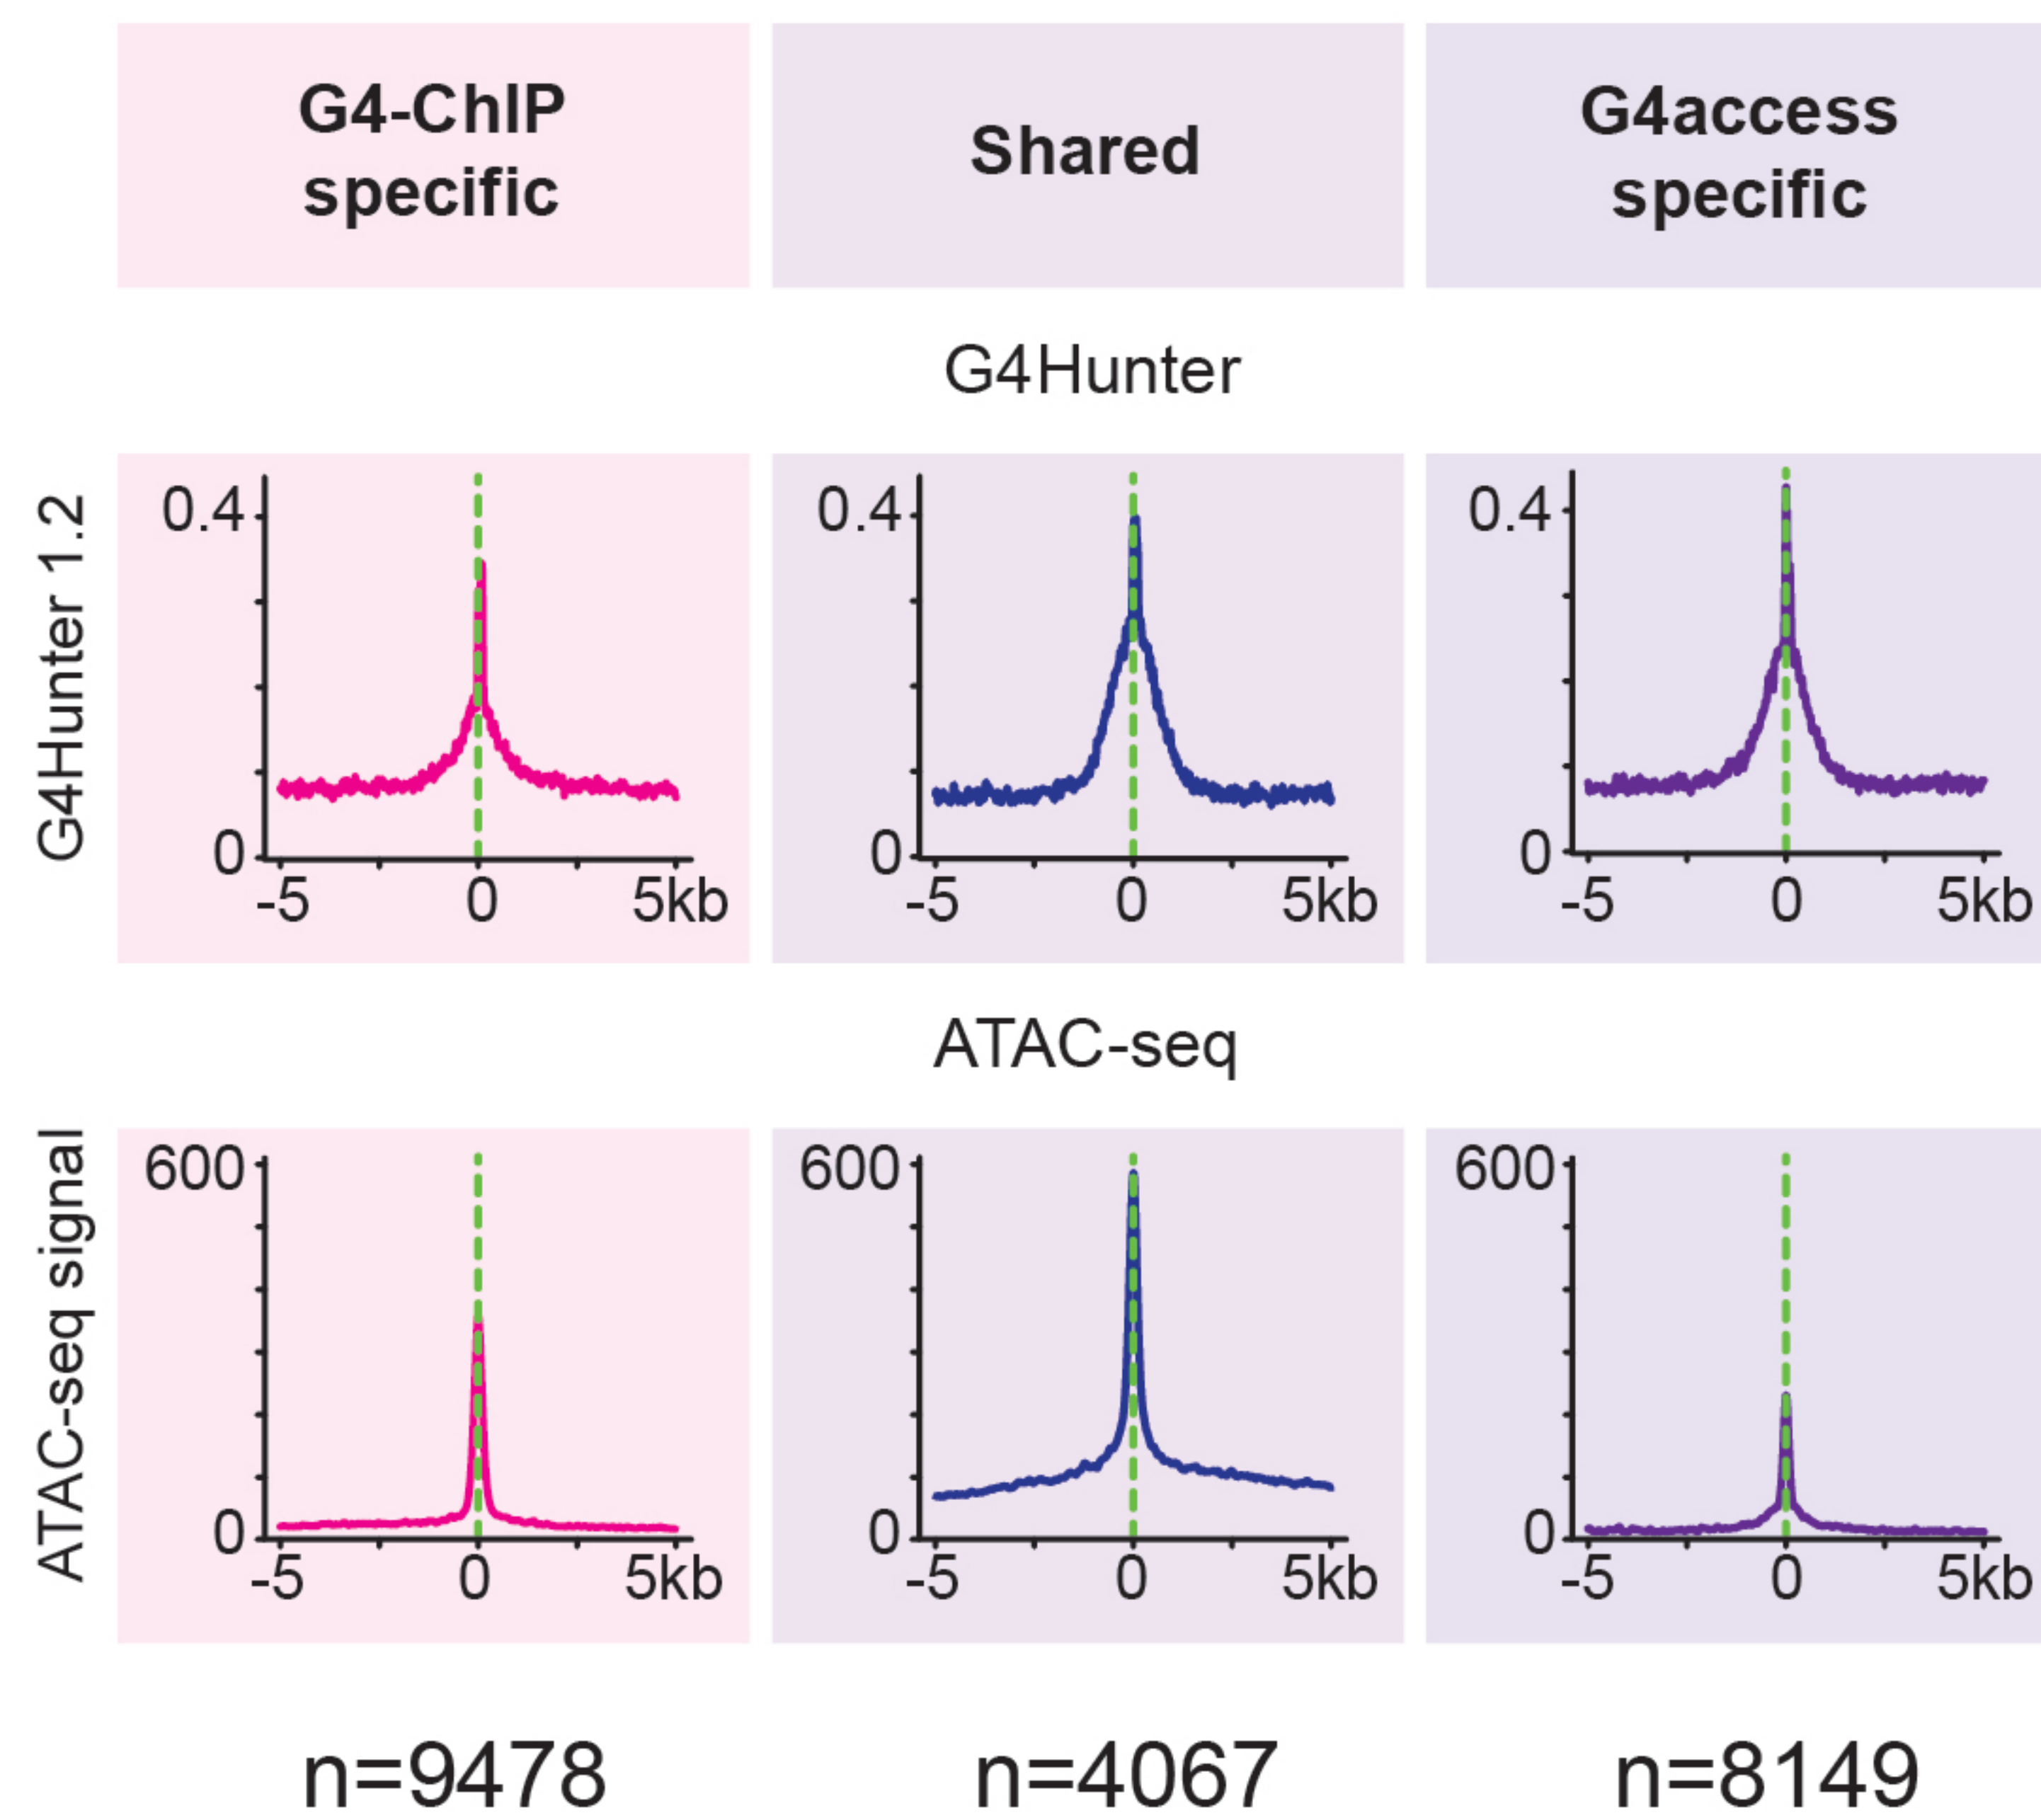 G4-ChIP
specific
Shared
G4access
specific
G4Hunter
G4Hunter 1.2
0.4
0
-5 0 5kb
0.4
0
-5 0 5kb
0.4
0
-5 0 5kb
ATAC-seq
ATAC-seq signal
600
0
-5 0 5kb
600
0
-5 0 5kb
600
0
-5 0 5kb
n=9478
n=4067
n=8149